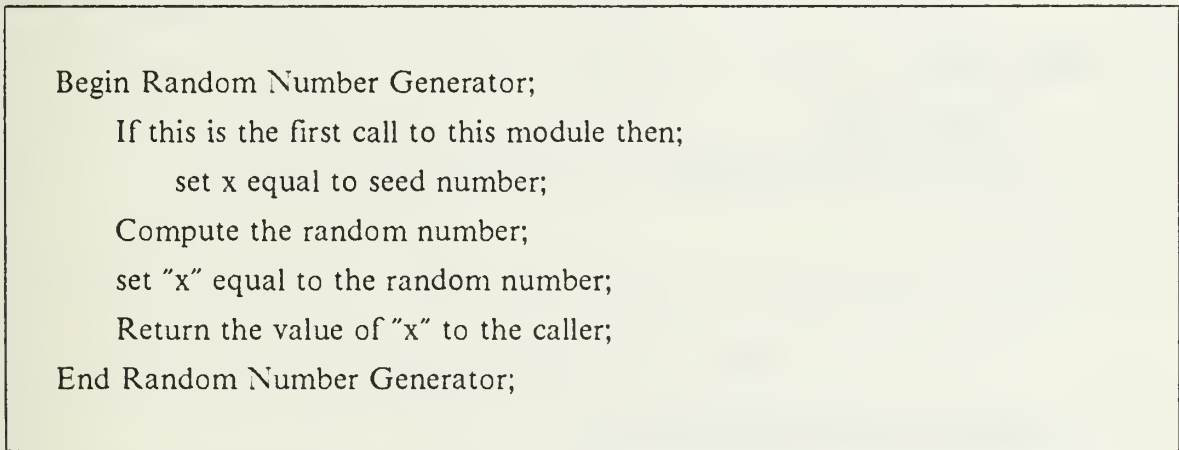 Begin Random Number Generator;
If this is the first call to this module then;
set x equal to seed number;
Compute the random number;
set "x" equal to the random number;
Return the value of "x" to the caller;
End Random Number Generator;